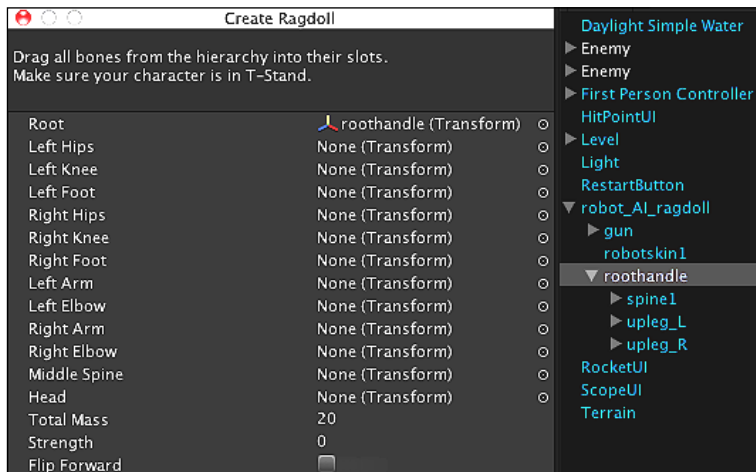 Create Ragdoll
Drag all bones from the hierarchy into their slots.
Make sure your character is in T-Stand.
Root roothandle (Transform)
Left Hips None (Transform)
Left Knee None (Transform)
Left Foot None (Transform)
Right Hips None (Transform)
Right Knee None (Transform)
Right Foot None (Transform)
Left Arm None (Transform)
Left Elbow None (Transform)
Right Arm None (Transform)
Right Elbow None (Transform)
Middle Spine None (Transform)
Head None (Transform)
Total Mass 20
Strength 0
Flip Forward
Daylight Simple Water
Enemy
Enemy
First Person Controller
HitPointUI
Level
Light
RestartButton
robot_AI_ragdoll
gun
robotskin1
roothandle
spine1
upleg_L
upleg_R
RocketUI
ScopeUI
Terrain